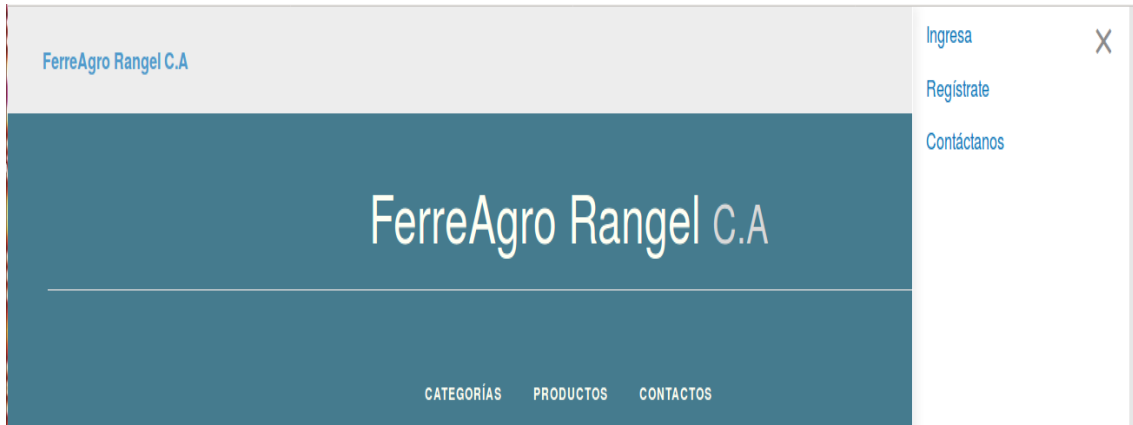 FerreAgro Rangel C.A
Ingresa
X
Regístrate
Contáctanos
FerreAgro Rangel C.A
CATEGORÍAS PRODUCTOS CONTACTOS